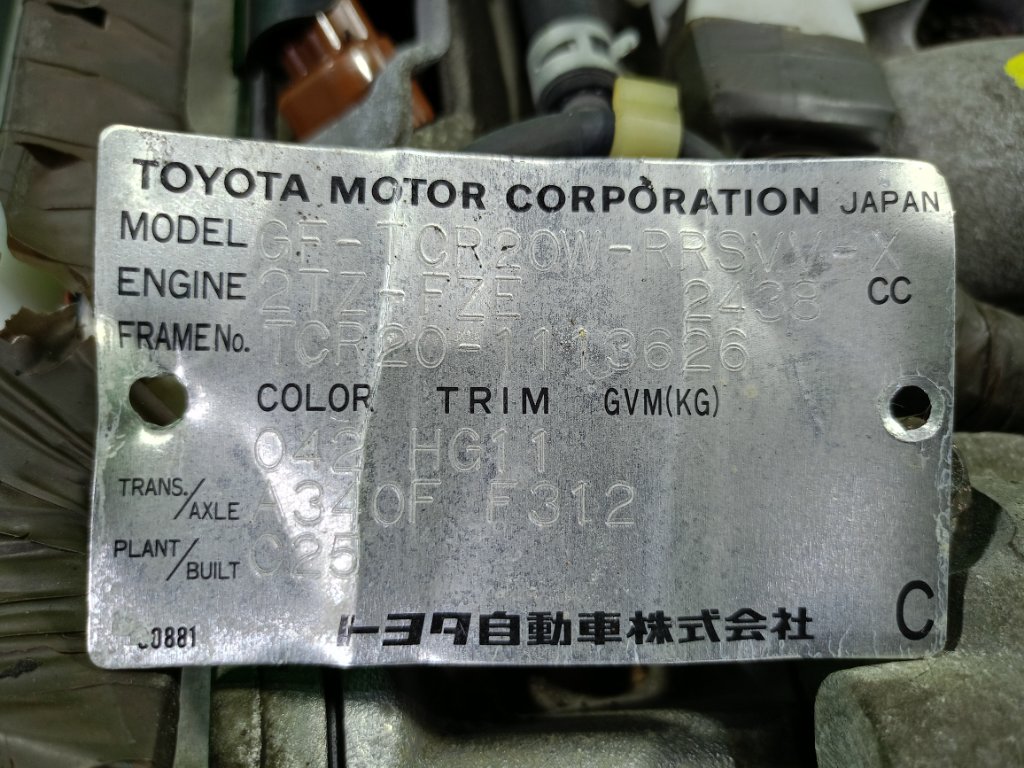 TOYOTA MOTOR CORPORATION JAPAN
MODEL GF-TCR20W-RRSVV-X
ENGINE 2TZ-FZE 2438 CC
FRAME No. TCR20-1113626
COLOR TRIM GVM(KG)
042 HG11
TRANS./AXLE A340F F312
PLANT/BUILT C25
トヨタ自動車株式会社 C